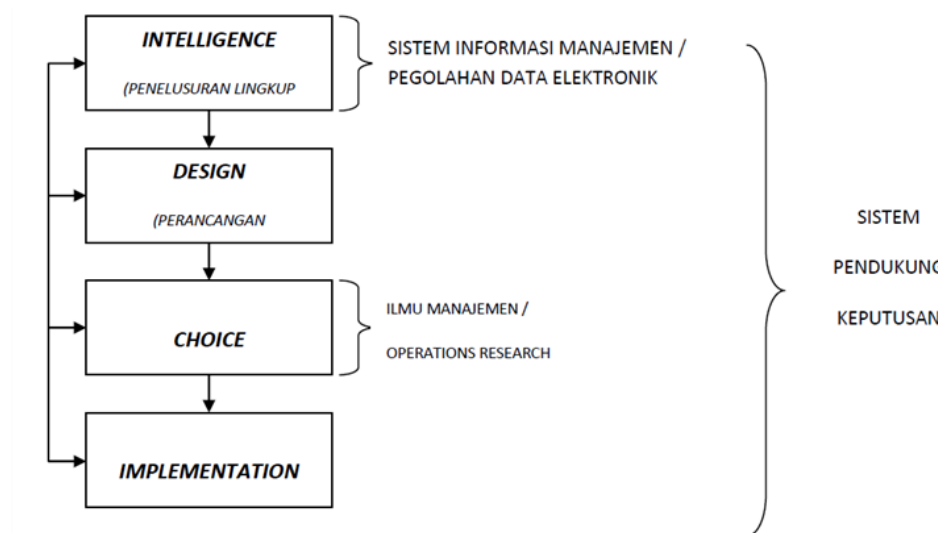 INTELLIGENCE
(PENELUSURAN LINGKUP
SISTEM INFORMASI MANAJEMEN /
PEGOLAHAN DATA ELEKTRONIK
DESIGN
(PERANCANGAN
SISTEM
PENDUKUNG
KEPUTUSAN
CHOICE
ILMU MANAJEMEN /
OPERATIONS RESEARCH
IMPLEMENTATION